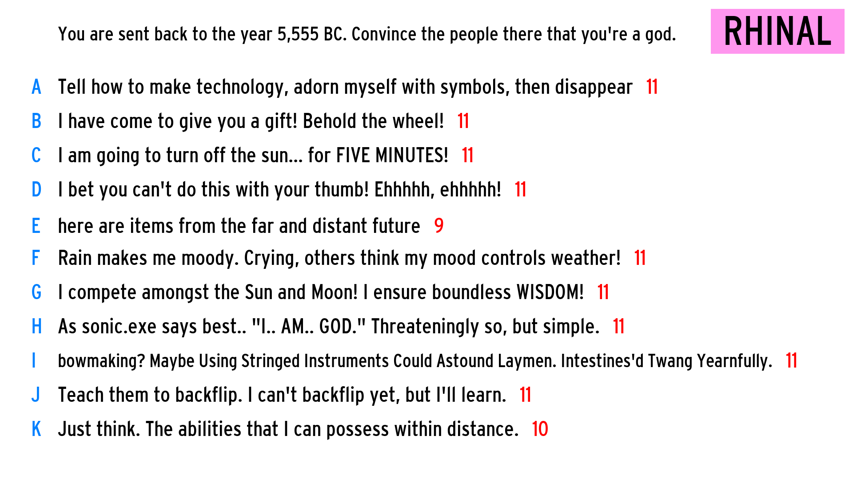 You are sent back to the year 5,555 BC. Convince the people there that you're a god.
RHINAL
A Tell how to make technology, adorn myself with symbols, then disappear 11
B I have come to give you a gift! Behold the wheel! 11
C I am going to turn off the sun... for FIVE MINUTES! 11
D I bet you can't do this with your thumb! Ehhhhh, ehhhhh! 11
E here are items from the far and distant future 9
F Rain makes me moody. Crying, others think my mood controls weather! 11
G I compete amongst the Sun and Moon! I ensure boundless WISDOM! 11
H As sonic.exe says best.. "I.. AM.. GOD." Threateningly so, but simple. 11
I bowmaking? Maybe Using Stringed Instruments Could Astound Laymen. Intestines'd Twang Yearnfully. 11
J Teach them to backflip. I can't backflip yet, but I'll learn. 11
K Just think. The abilities that I can possess within distance. 10